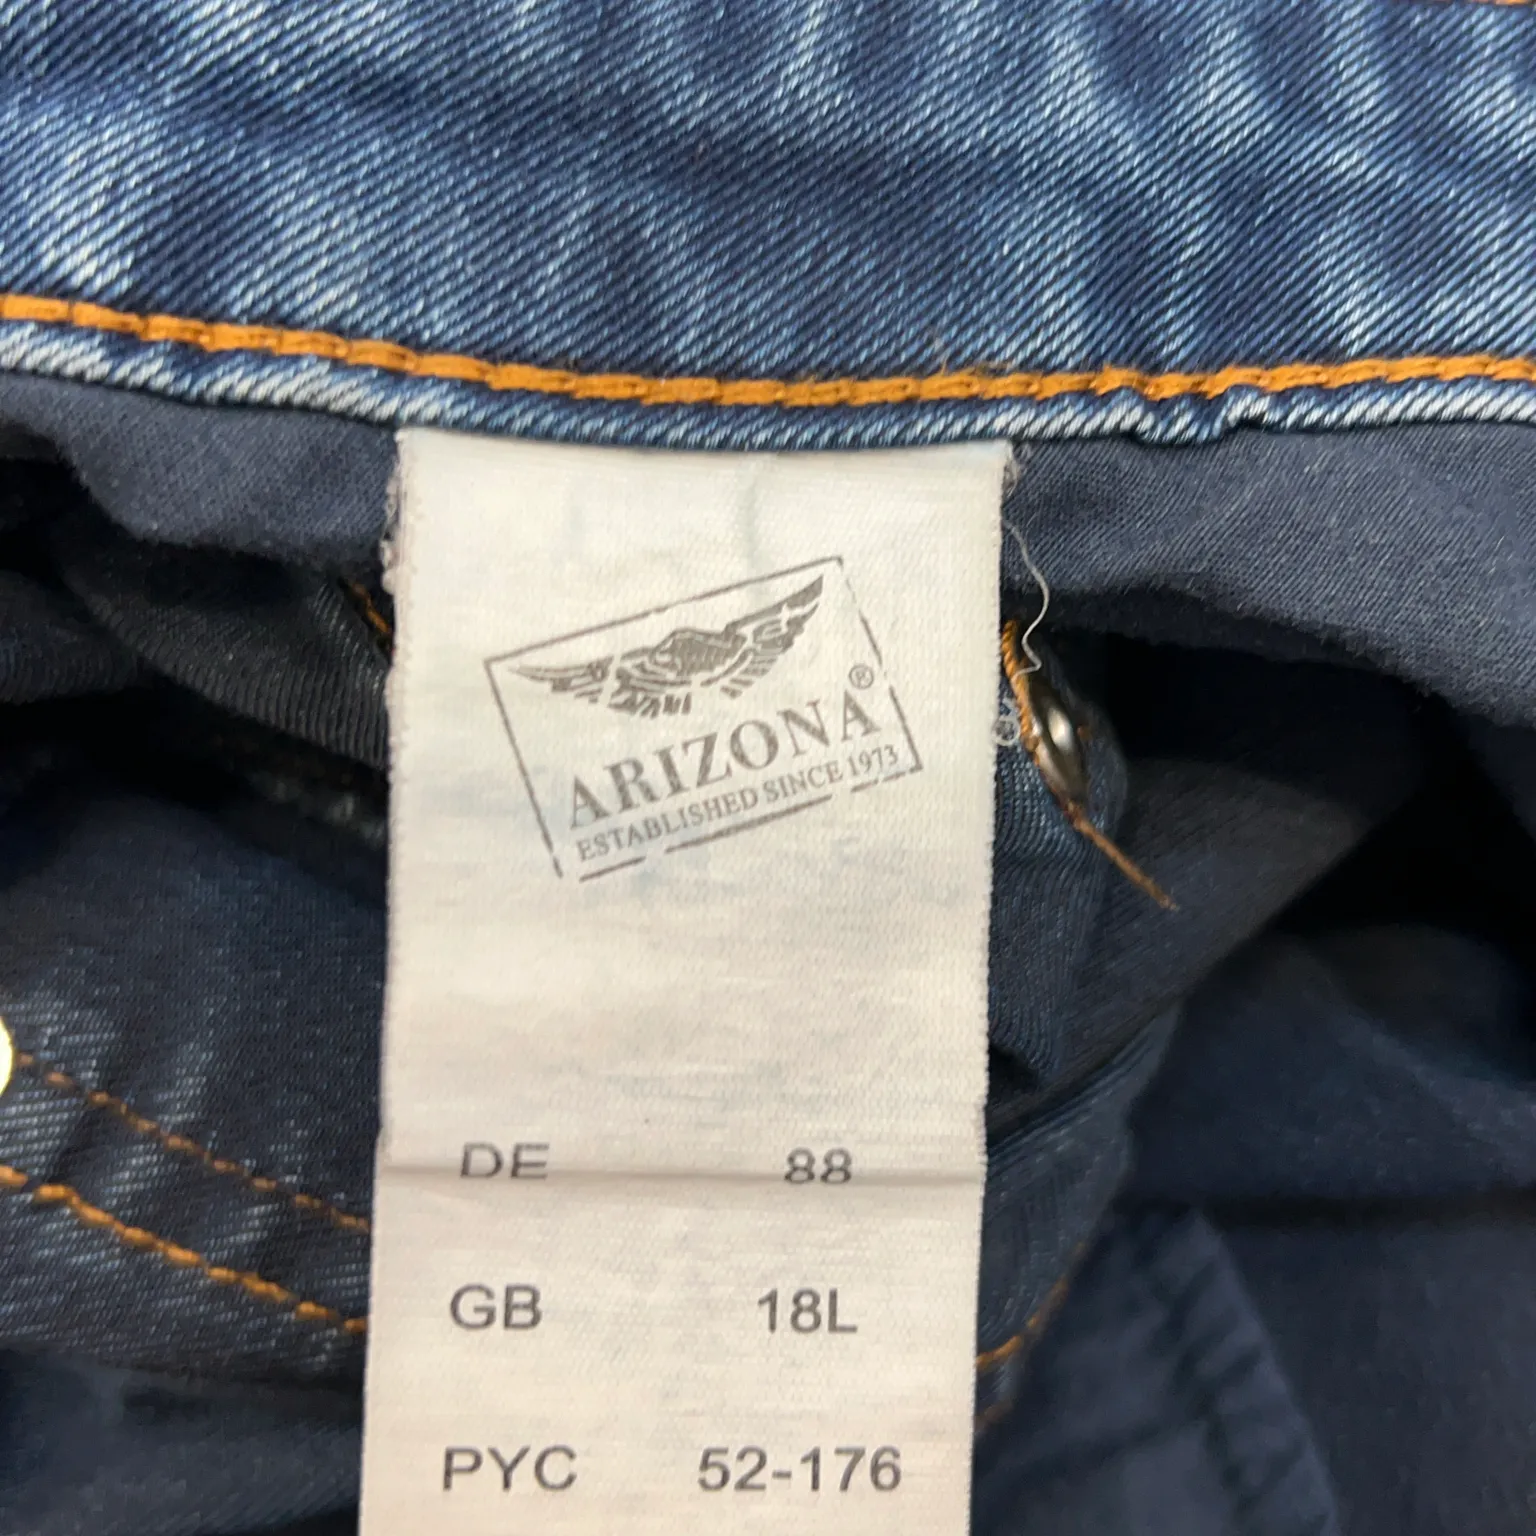 ARIZONA®
ESTABLISHED SINCE 1973
DE 88
GB 18L
PYC 52-176